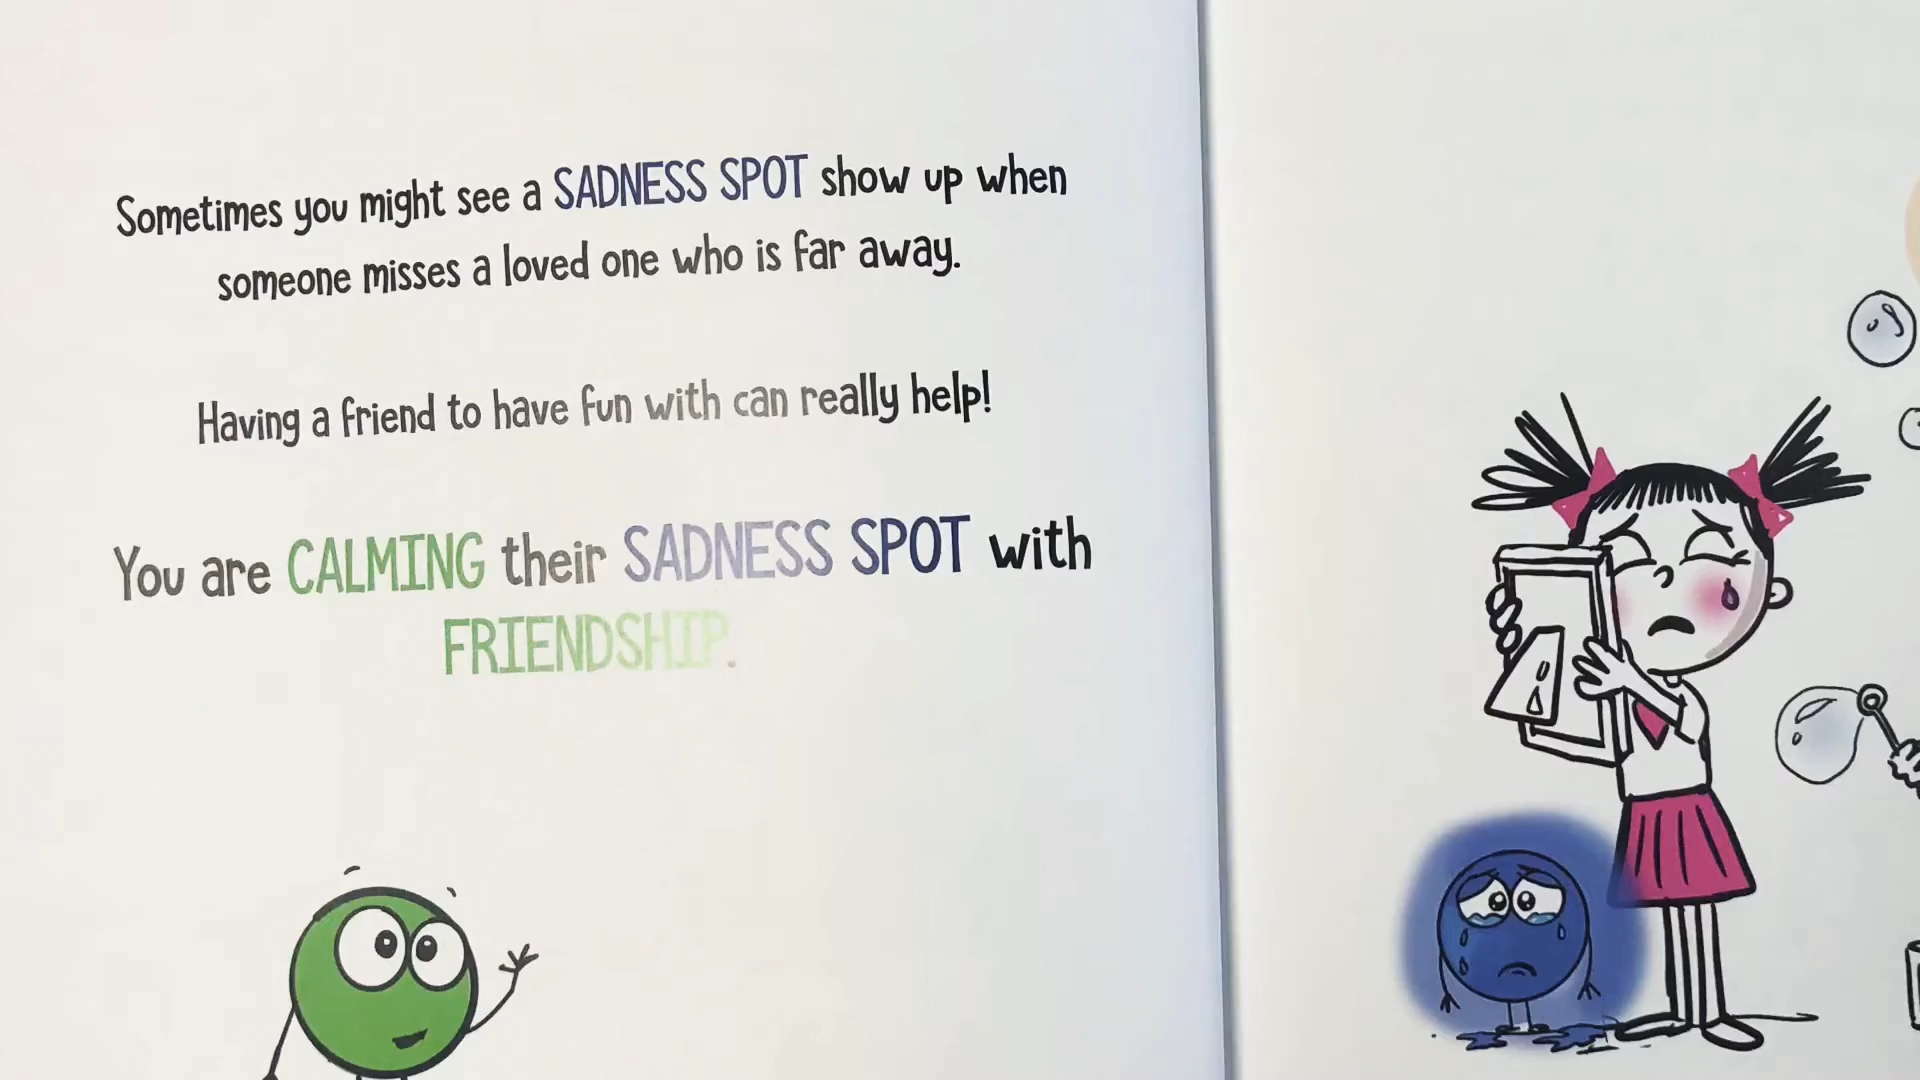 Sometimes you might see a SADNESS SPOT show up when
someone misses a loved one who is far away.
Having a friend to have fun with can really help!
You are CALMING their SADNESS SPOT with
FRIENDSHIP.